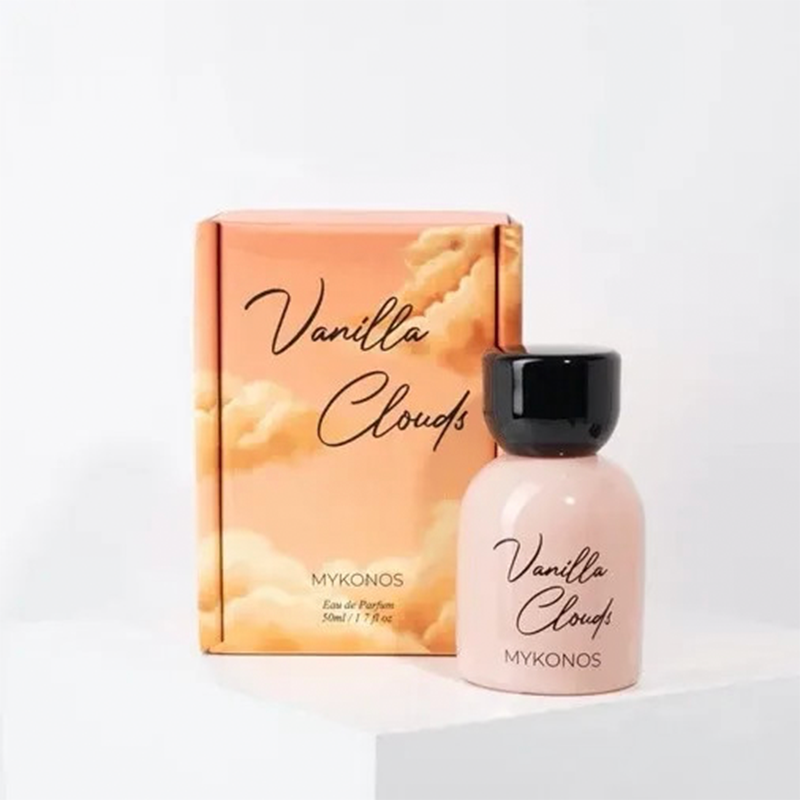 Vanilla
Clouds
MYKONOS
Eau de Parfum
50ml / 1 7 fl oz
Vanilla
Clouds
MYKONOS